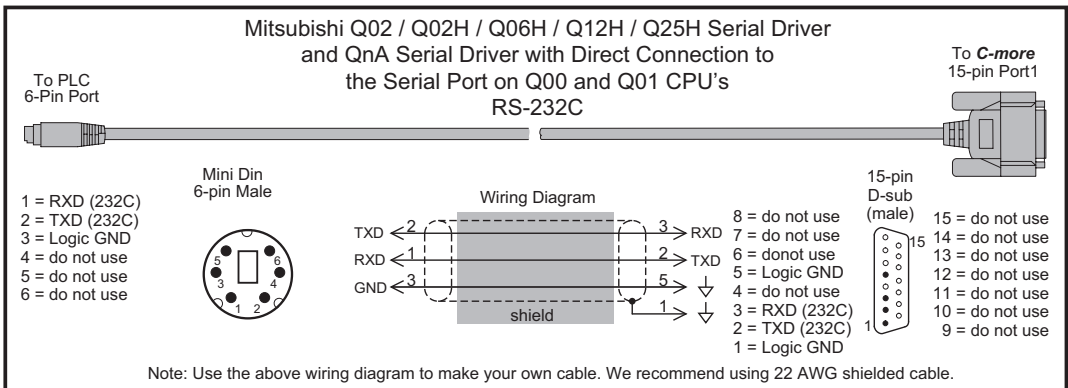 Mitsubishi Q02 / Q02H / Q06H / Q12H / Q25H Serial Driver
and QnA Serial Driver with Direct Connection to
the Serial Port on Q00 and Q01 CPU's
RS-232C
To PLC
6-Pin Port
To C-more
15-pin Port1
1 = RXD (232C)
2 = TXD (232C)
3 = Logic GND
4 = do not use
5 = do not use
6 = do not use
Mini Din
6-pin Male
5 6
3 4
1 2
Wiring Diagram
TXD 2 3 RXD
RXD 1 2 TXD
GND 3 5
1
shield
8 = do not use
7 = do not use
6 = donot use
5 = Logic GND
4 = do not use
3 = RXD (232C)
2 = TXD (232C)
1 = Logic GND
15-pin
D-sub
(male)
15
1
15 = do not use
14 = do not use
13 = do not use
12 = do not use
11 = do not use
10 = do not use
9 = do not use
Note: Use the above wiring diagram to make your own cable. We recommend using 22 AWG shielded cable.